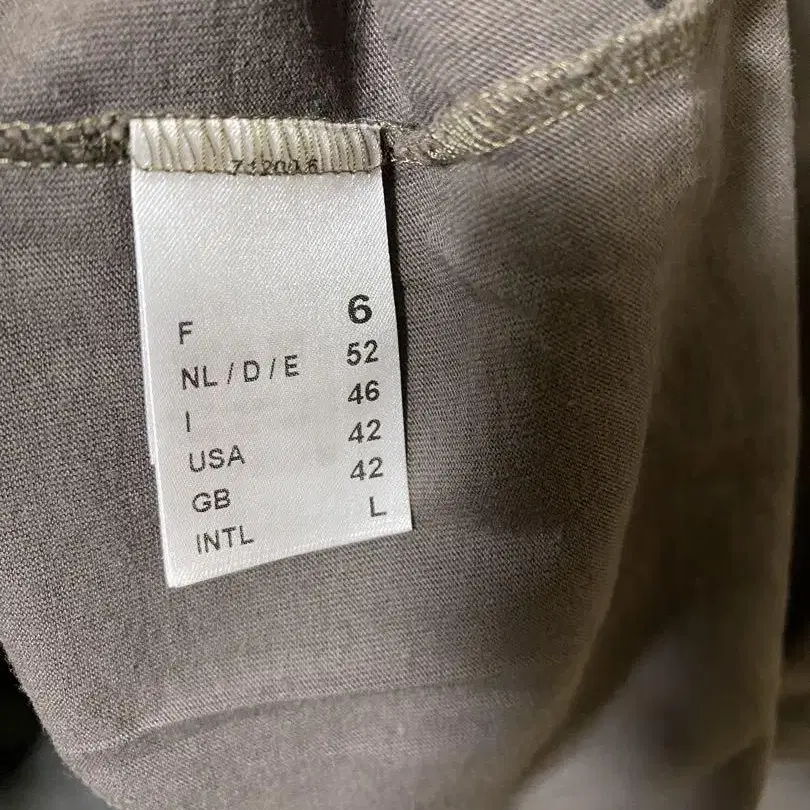 F 6
NL / D / E 52
I 46
USA 42
GB 42
INTL L